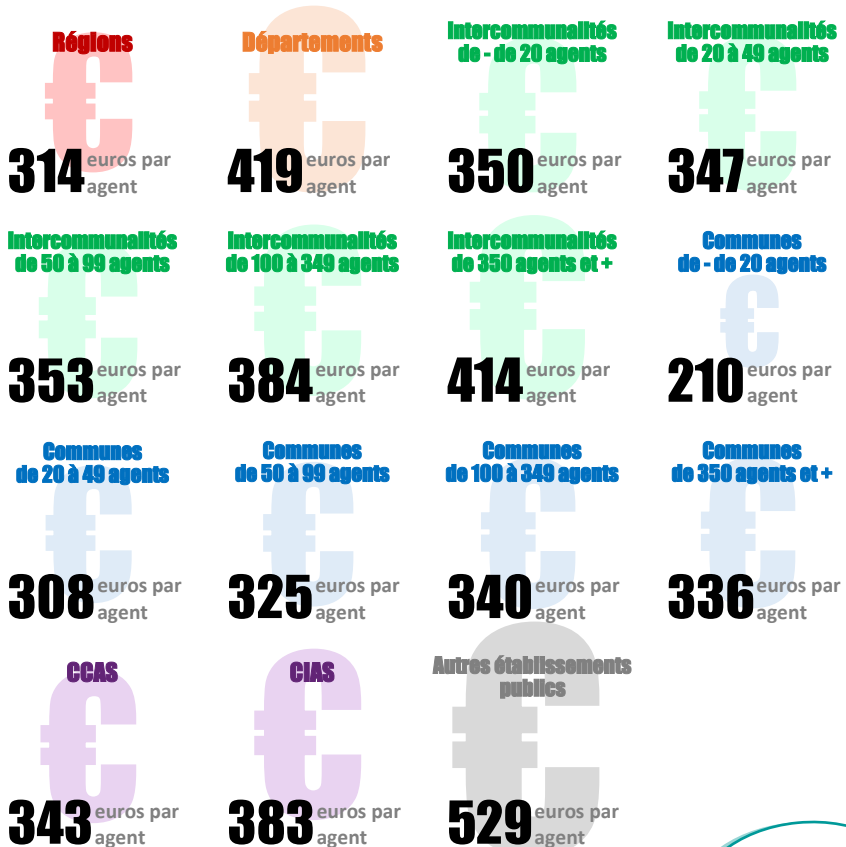 Régions
314 euros par
agent
Départements
419 euros par
agent
Intercommunalités
de - de 20 agents
350 euros par
agent
Intercommunalités
de 20 à 49 agents
347 euros par
agent
Intercommunalités
de 50 à 99 agents
353 euros par
agent
Intercommunalités
de 100 à 349 agents
384 euros par
agent
Intercommunalités
de 350 agents et +
414 euros par
agent
Communes
de - de 20 agents
210 euros par
agent
Communes
de 20 à 49 agents
308 euros par
agent
Communes
de 50 à 99 agents
325 euros par
agent
Communes
de 100 à 349 agents
340 euros par
agent
Communes
de 350 agents et +
336 euros par
agent
CCAS
343 euros par
agent
CIAS
383 euros par
agent
Autres établissements
publics
529 euros par
agent